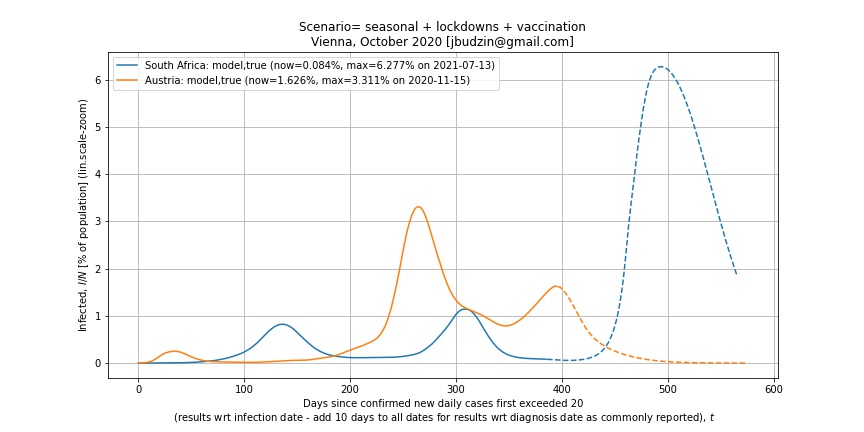 Scenario= seasonal + lockdowns + vaccination
Vienna, October 2020 [jbudzin@gmail.com]
South Africa: model,true (now=0.084%, max=6.277% on 2021-07-13)
Austria: model,true (now=1.626%, max=3.311% on 2020-11-15)
Infected, I/N [% of population] (lin.scale-zoom)
6
5
4
3
2
1
0
0 100 200 300 400 500 600
Days since confirmed new daily cases first exceeded 20
(results wrt infection date - add 10 days to all dates for results wrt diagnosis date as commonly reported), t